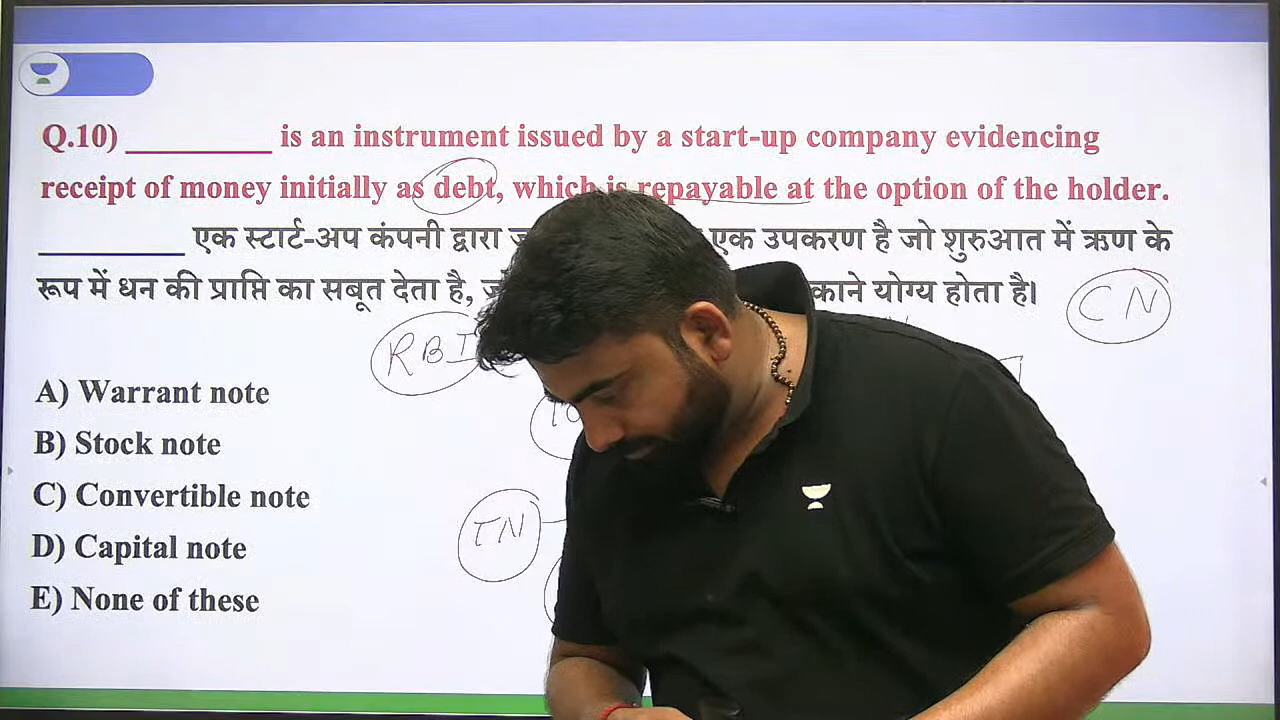 Q.10) __________ is an instrument issued by a start-up company evidencing
receipt of money initially as debt, which is repayable at the option of the holder.
__________ एक स्टार्ट-अप कंपनी द्वारा एक उपकरण है जो शुरुआत में ऋण के
रूप में धन की प्राप्ति का सबूत देता है, योग्य होता है।
CN
RBI
A) Warrant note
B) Stock note
C) Convertible note
TN
D) Capital note
E) None of these